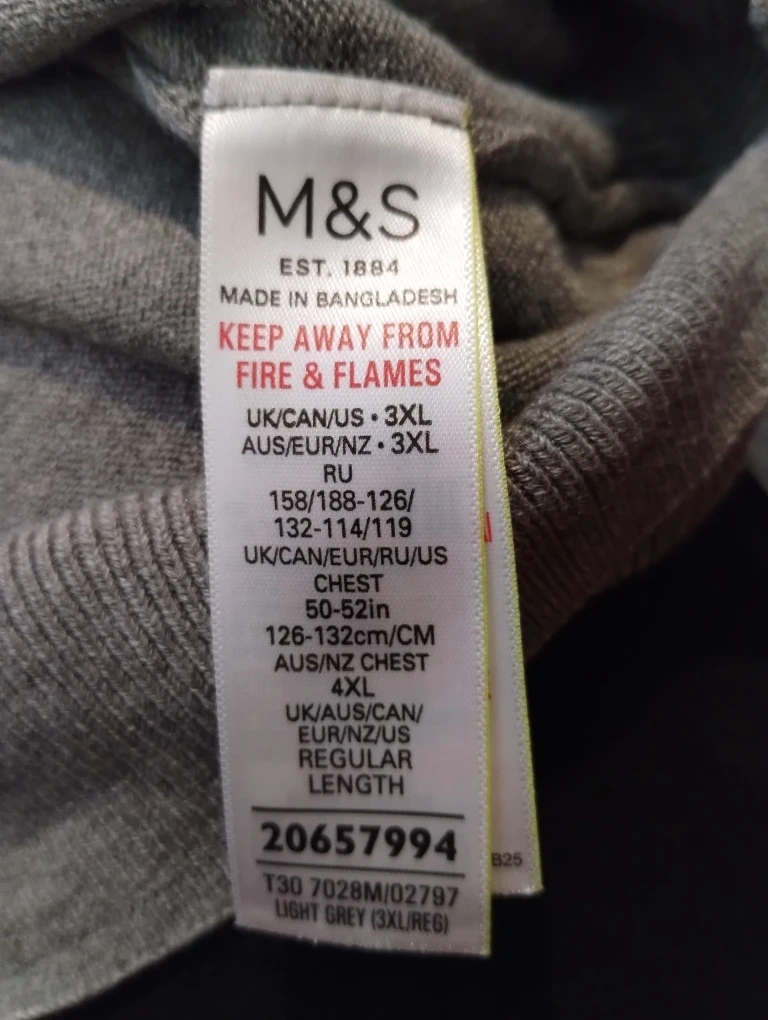 M&S
EST. 1884
MADE IN BANGLADESH
KEEP AWAY FROM
FIRE & FLAMES
UK/CAN/US • 3XL
AUS/EUR/NZ • 3XL
RU
158/188-126/
132-114/119
UK/CAN/EUR/RU/US
CHEST
50-52in
126-132cm/CM
AUS/NZ CHEST
4XL
UK/AUS/CAN/
EUR/NZ/US
REGULAR
LENGTH
20657994
T30 7028M/02797
LIGHT GREY (3XL/REG)
B25